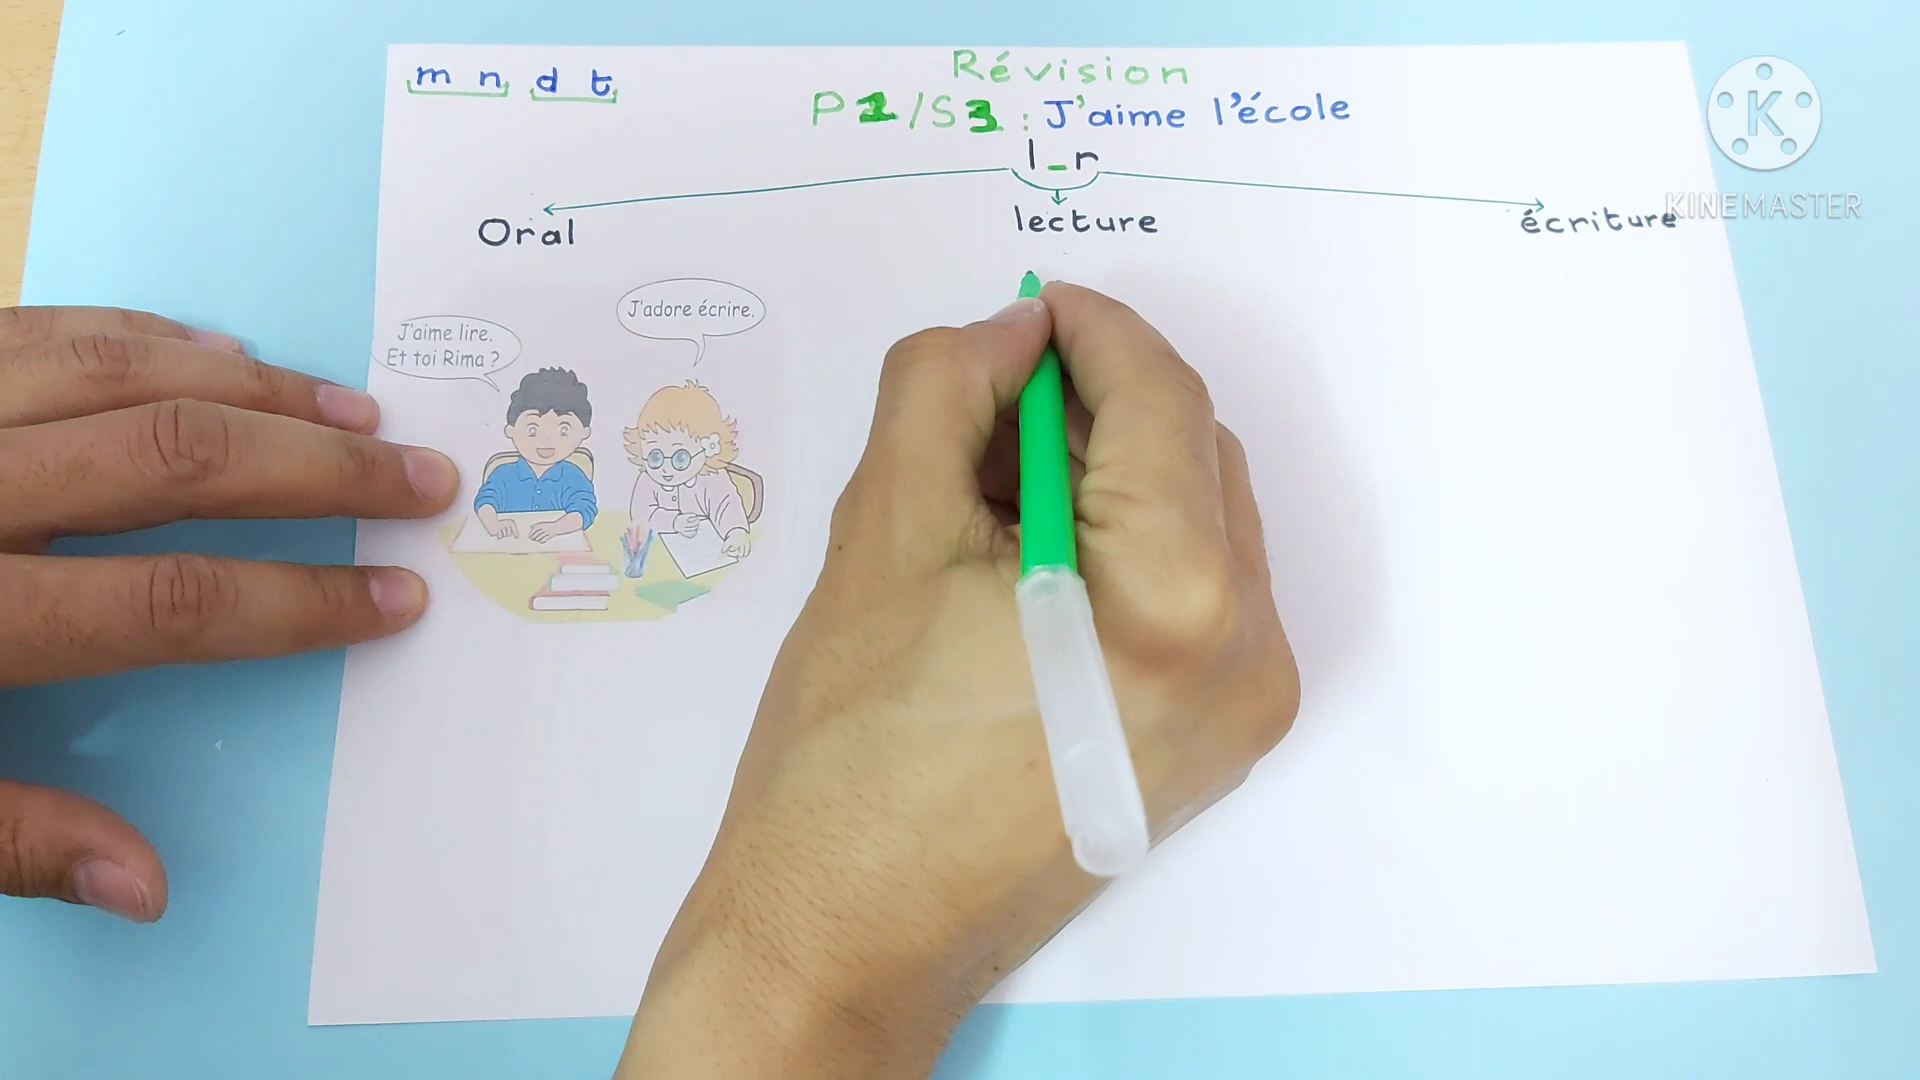 m n d t
Révision
P1/S3 : J'aime l'école
l_r
Oral
lecture
écriture
J'aime lire.
Et toi Rima ?
J'adore écrire.
K
KINEMASTER